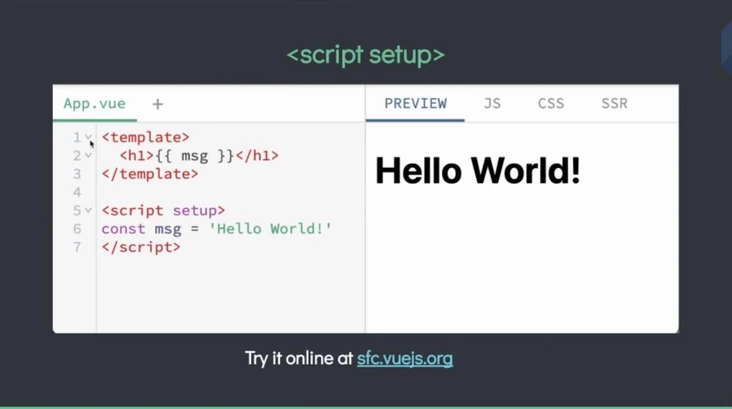 <script setup>
App.vue +
PREVIEW JS CSS SSR
1 <template>
2 <h1>{{ msg }}</h1>
3 </template>
4
5 <script setup>
6 const msg = 'Hello World!'
7 </script>
Hello World!
Try it online at sfc.vuejs.org